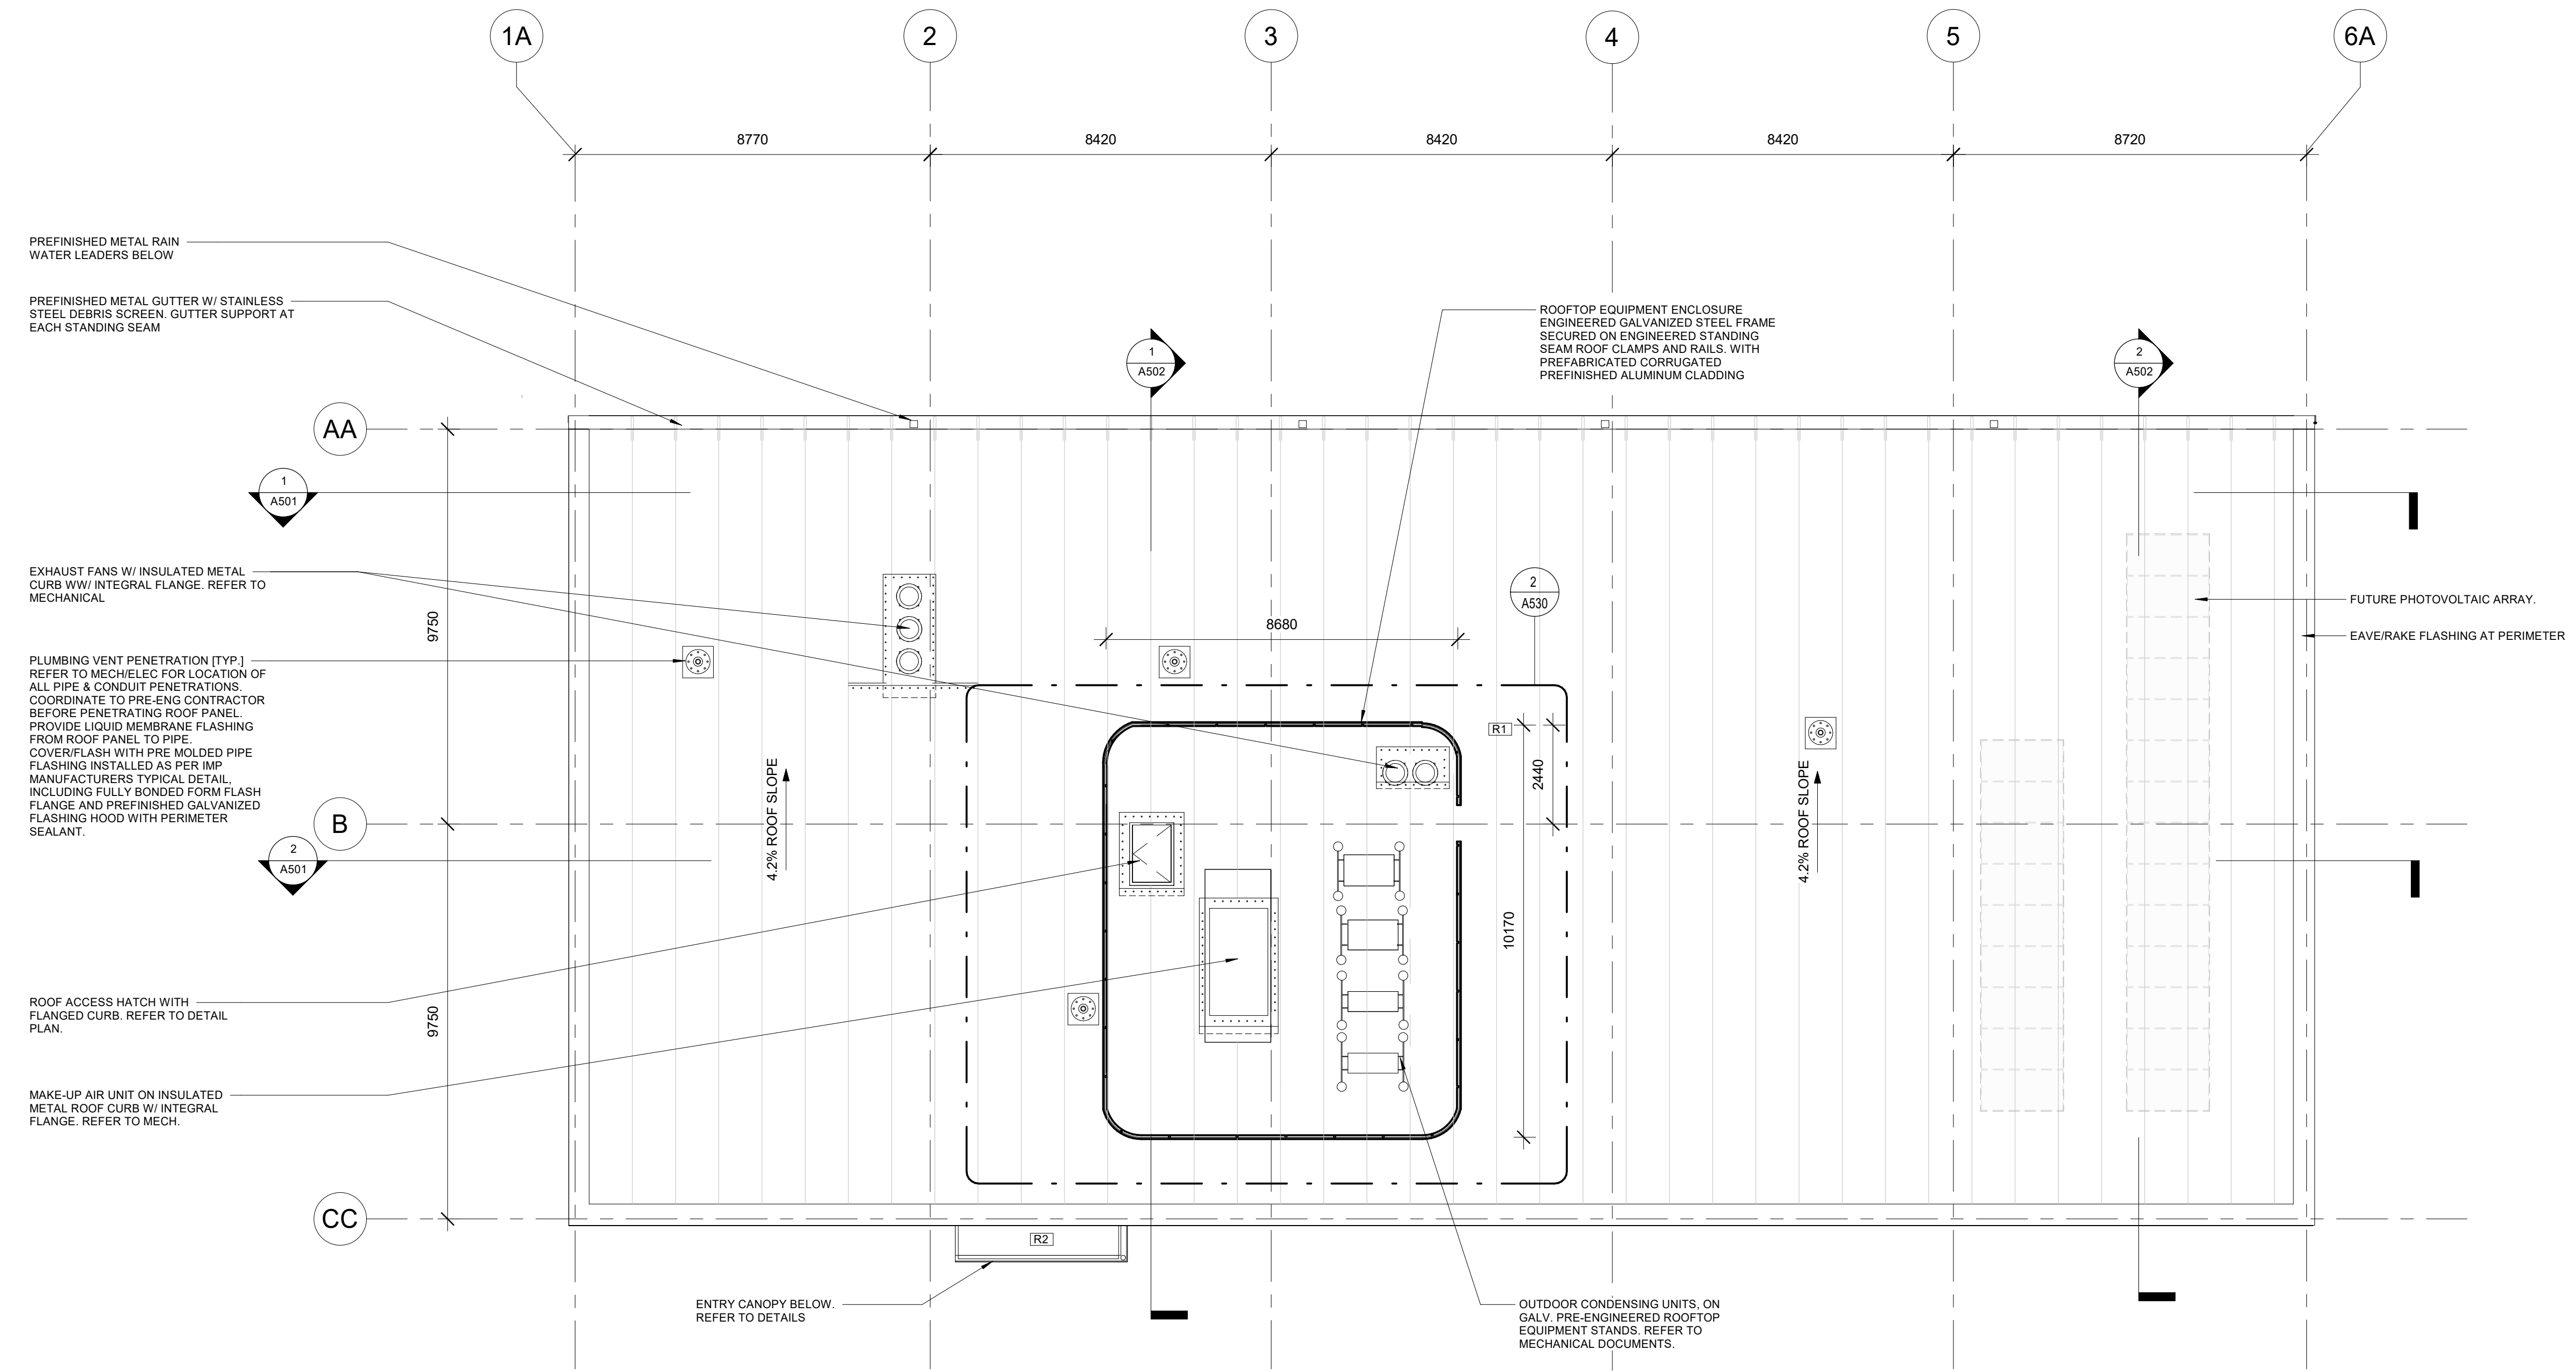 1A
2
3
4
5
6A
8770
8420
8420
8420
8720
PREFINISHED METAL RAIN
WATER LEADERS BELOW
PREFINISHED METAL GUTTER W/ STAINLESS
STEEL DEBRIS SCREEN. GUTTER SUPPORT AT
EACH STANDING SEAM
ROOFTOP EQUIPMENT ENCLOSURE
ENGINEERED GALVANIZED STEEL FRAME
SECURED ON ENGINEERED STANDING
SEAM ROOF CLAMPS AND RAILS. WITH
PREFABRICATED CORRUGATED
PREFINISHED ALUMINUM CLADDING
1
A502
2
A502
AA
1
A501
EXHAUST FANS W/ INSULATED METAL
CURB WW/ INTEGRAL FLANGE. REFER TO
MECHANICAL
9750
2
A530
8680
FUTURE PHOTOVOLTAIC ARRAY.
EAVE/RAKE FLASHING AT PERIMETER
PLUMBING VENT PENETRATION [TYP.]
REFER TO MECH/ELEC FOR LOCATION OF
ALL PIPE & CONDUIT PENETRATIONS.
COORDINATE TO PRE-ENG CONTRACTOR
BEFORE PENETRATING ROOF PANEL.
PROVIDE LIQUID MEMBRANE FLASHING
FROM ROOF PANEL TO PIPE.
COVER/FLASH WITH PRE MOLDED PIPE
FLASHING INSTALLED AS PER IMP
MANUFACTURERS TYPICAL DETAIL,
INCLUDING FULLY BONDED FORM FLASH
FLANGE AND PREFINISHED GALVANIZED
FLASHING HOOD WITH PERIMETER
SEALANT.
R1
2440
4.2% ROOF SLOPE
4.2% ROOF SLOPE
B
2
A501
10170
ROOF ACCESS HATCH WITH
FLANGED CURB. REFER TO DETAIL
PLAN.
9750
MAKE-UP AIR UNIT ON INSULATED
METAL ROOF CURB W/ INTEGRAL
FLANGE. REFER TO MECH.
CC
R2
ENTRY CANOPY BELOW.
REFER TO DETAILS
OUTDOOR CONDENSING UNITS, ON
GALV. PRE-ENGINEERED ROOFTOP
EQUIPMENT STANDS. REFER TO
MECHANICAL DOCUMENTS.